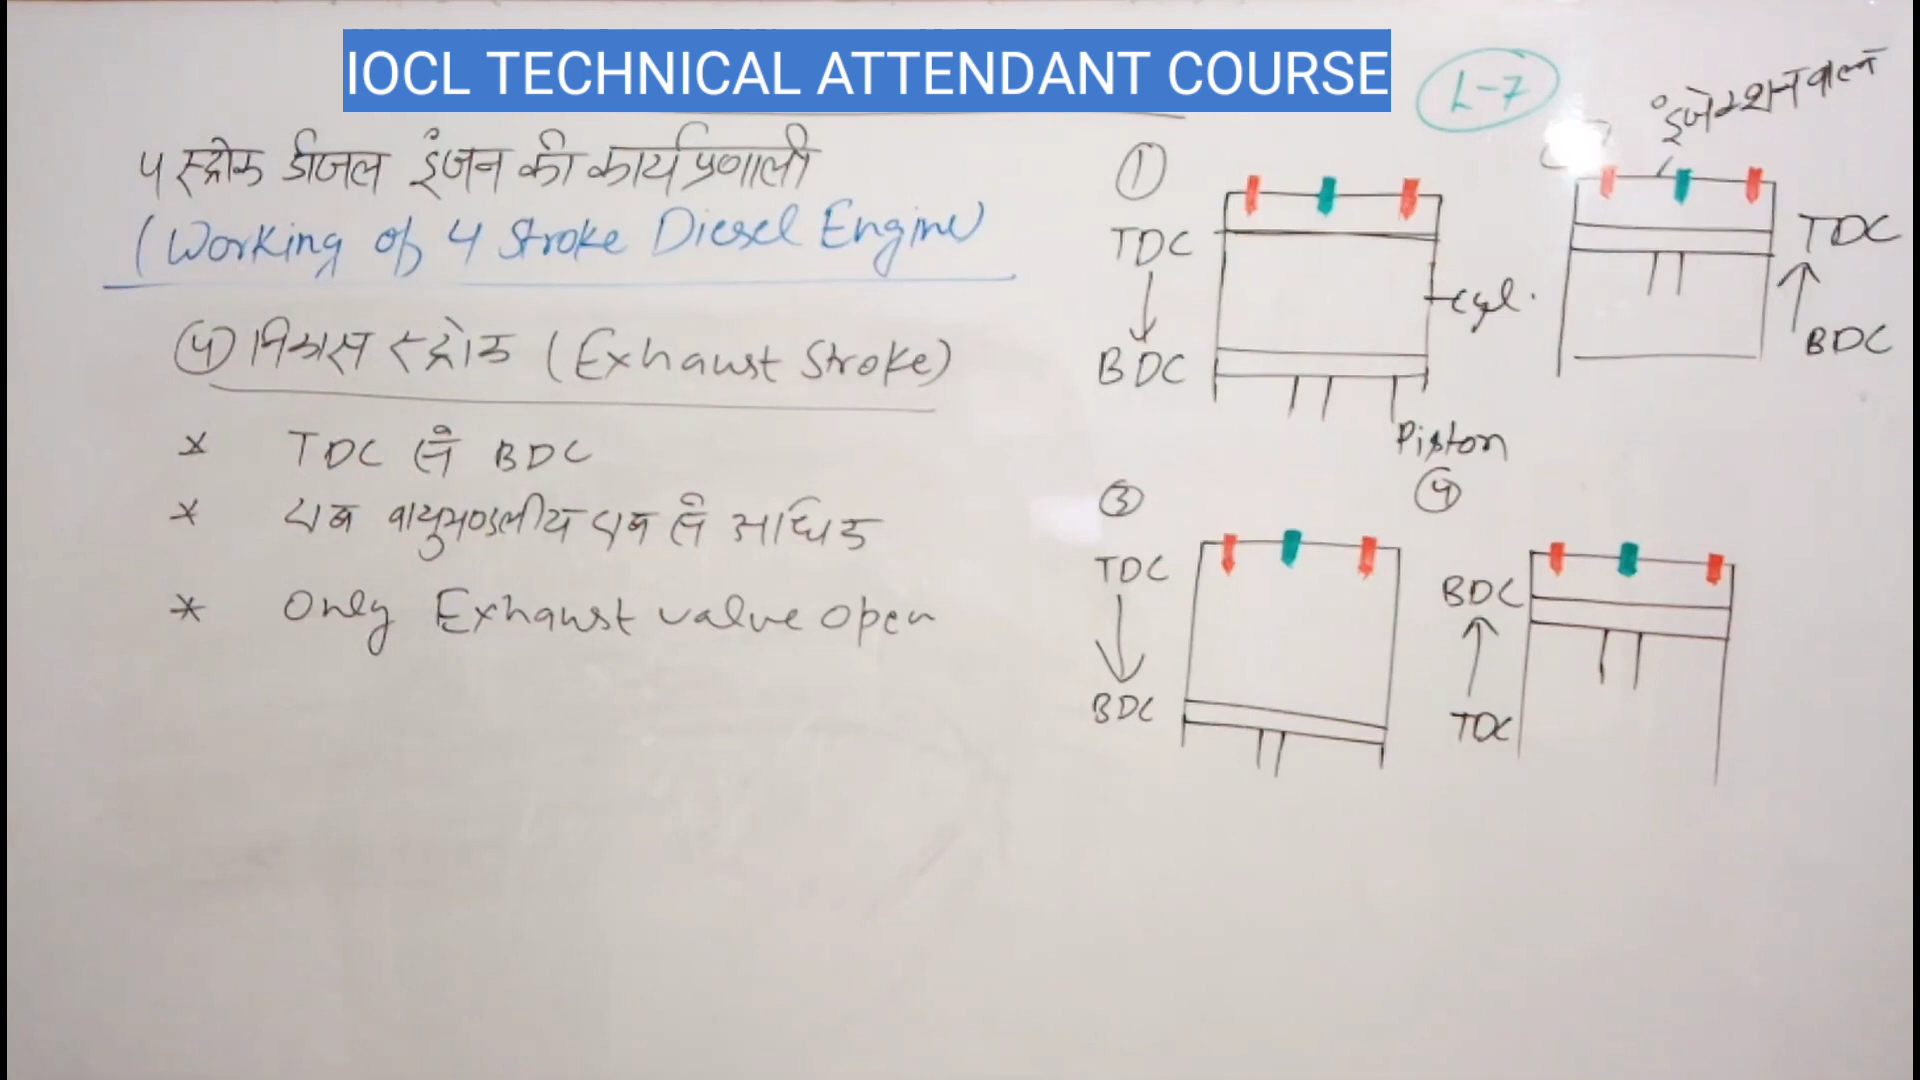 IOCL TECHNICAL ATTENDANT COURSE
L-7
४ स्ट्रोक डीजल इंजन की कार्यप्रणाली
(Working of 4 Stroke Diesel Engine)
④ निकास स्ट्रोक (Exhaust Stroke)
* TDC से BDC
* दाब वायुमण्डलीय दाब से अधिक
* Only Exhaust valve open
①
TDC
BDC
cyl.
Piston
इंजेक्शन वाल्व
TDC
BDC
③
TDC
BDC
④
BDC
TDC